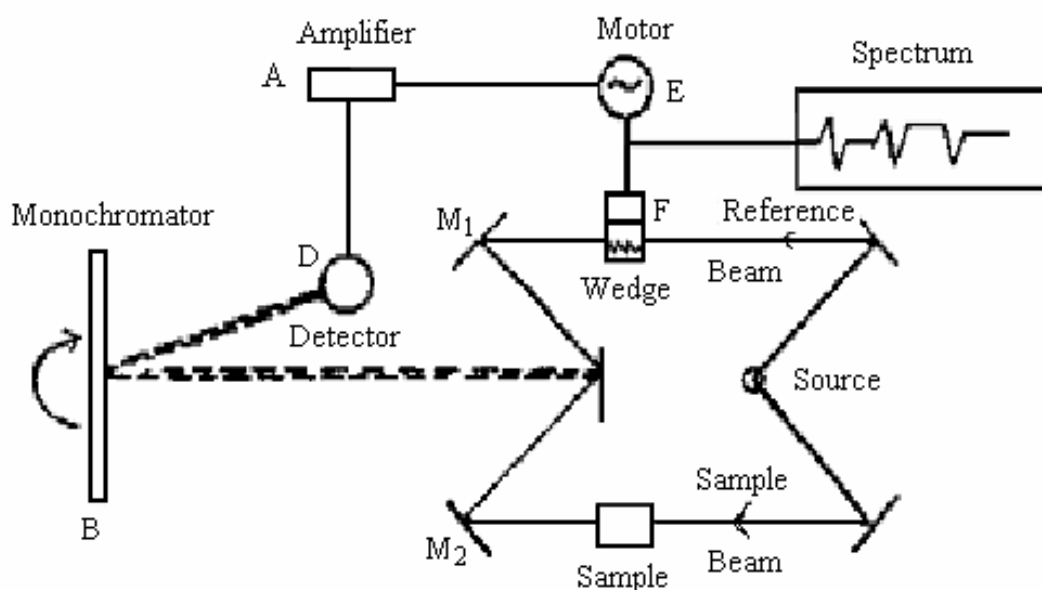 Amplifier
A
Motor
E
Spectrum
Monochromator
M1
F
Reference
D
Beam
Wedge
Detector
Source
Sample
B
M2
Beam
Sample